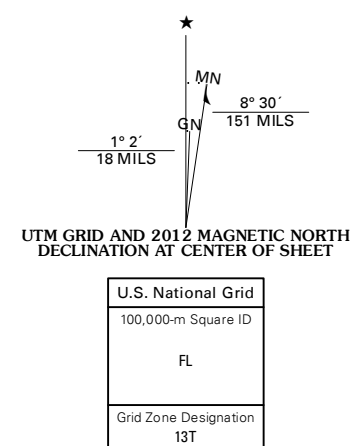 MN
8° 30´
151 MILS
GN
1° 2´
18 MILS
UTM GRID AND 2012 MAGNETIC NORTH
DECLINATION AT CENTER OF SHEET
U.S. National Grid
100,000-m Square ID
FL
Grid Zone Designation
13T